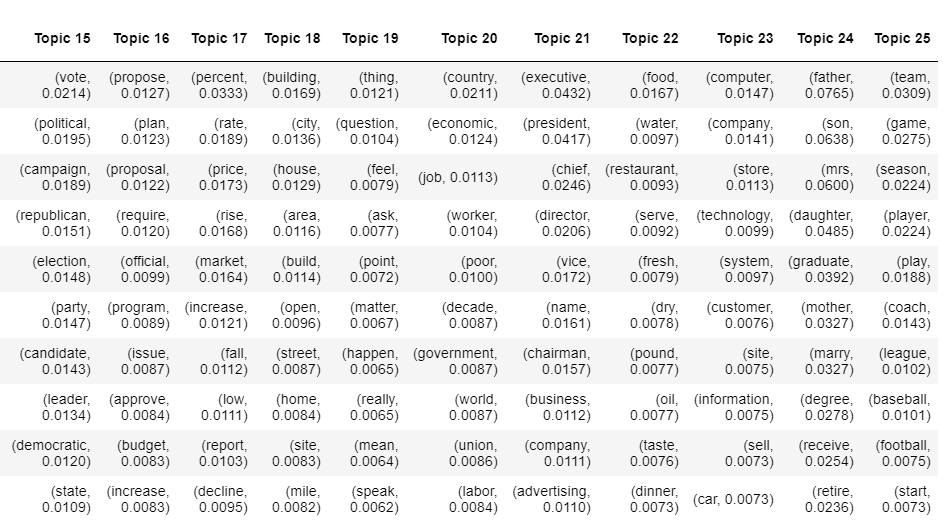 Topic 15 Topic 16 Topic 17 Topic 18 Topic 19 Topic 20 Topic 21 Topic 22 Topic 23 Topic 24 Topic 25
(vote, 0.0214) (propose, 0.0127) (percent, 0.0333) (building, 0.0169) (thing, 0.0121) (country, 0.0211) (executive, 0.0432) (food, 0.0167) (computer, 0.0147) (father, 0.0765) (team, 0.0309)
(political, 0.0195) (plan, 0.0123) (rate, 0.0189) (city, 0.0136) (question, 0.0104) (economic, 0.0124) (president, 0.0417) (water, 0.0097) (company, 0.0141) (son, 0.0638) (game, 0.0275)
(campaign, 0.0189) (proposal, 0.0122) (price, 0.0173) (house, 0.0129) (feel, 0.0079) (job, 0.0113) (chief, 0.0246) (restaurant, 0.0093) (store, 0.0113) (mrs, 0.0600) (season, 0.0224)
(republican, 0.0151) (require, 0.0120) (rise, 0.0168) (area, 0.0116) (ask, 0.0077) (worker, 0.0104) (director, 0.0206) (serve, 0.0092) (technology, 0.0099) (daughter, 0.0485) (player, 0.0224)
(election, 0.0148) (official, 0.0099) (market, 0.0164) (build, 0.0114) (point, 0.0072) (poor, 0.0100) (vice, 0.0172) (fresh, 0.0079) (system, 0.0097) (graduate, 0.0392) (play, 0.0188)
(party, 0.0147) (program, 0.0089) (increase, 0.0121) (open, 0.0096) (matter, 0.0067) (decade, 0.0087) (name, 0.0161) (dry, 0.0078) (customer, 0.0076) (mother, 0.0327) (coach, 0.0143)
(candidate, 0.0143) (issue, 0.0087) (fall, 0.0112) (street, 0.0087) (happen, 0.0065) (government, 0.0087) (chairman, 0.0157) (pound, 0.0077) (site, 0.0075) (marry, 0.0327) (league, 0.0102)
(leader, 0.0134) (approve, 0.0084) (low, 0.0111) (home, 0.0084) (really, 0.0065) (world, 0.0087) (business, 0.0112) (oil, 0.0077) (information, 0.0075) (degree, 0.0278) (baseball, 0.0101)
(democratic, 0.0120) (budget, 0.0083) (report, 0.0103) (site, 0.0083) (mean, 0.0064) (union, 0.0086) (company, 0.0111) (taste, 0.0076) (sell, 0.0073) (receive, 0.0254) (football, 0.0075)
(state, 0.0109) (increase, 0.0083) (decline, 0.0095) (mile, 0.0082) (speak, 0.0062) (labor, 0.0084) (advertising, 0.0110) (dinner, 0.0073) (car, 0.0073) (retire, 0.0236) (start, 0.0073)